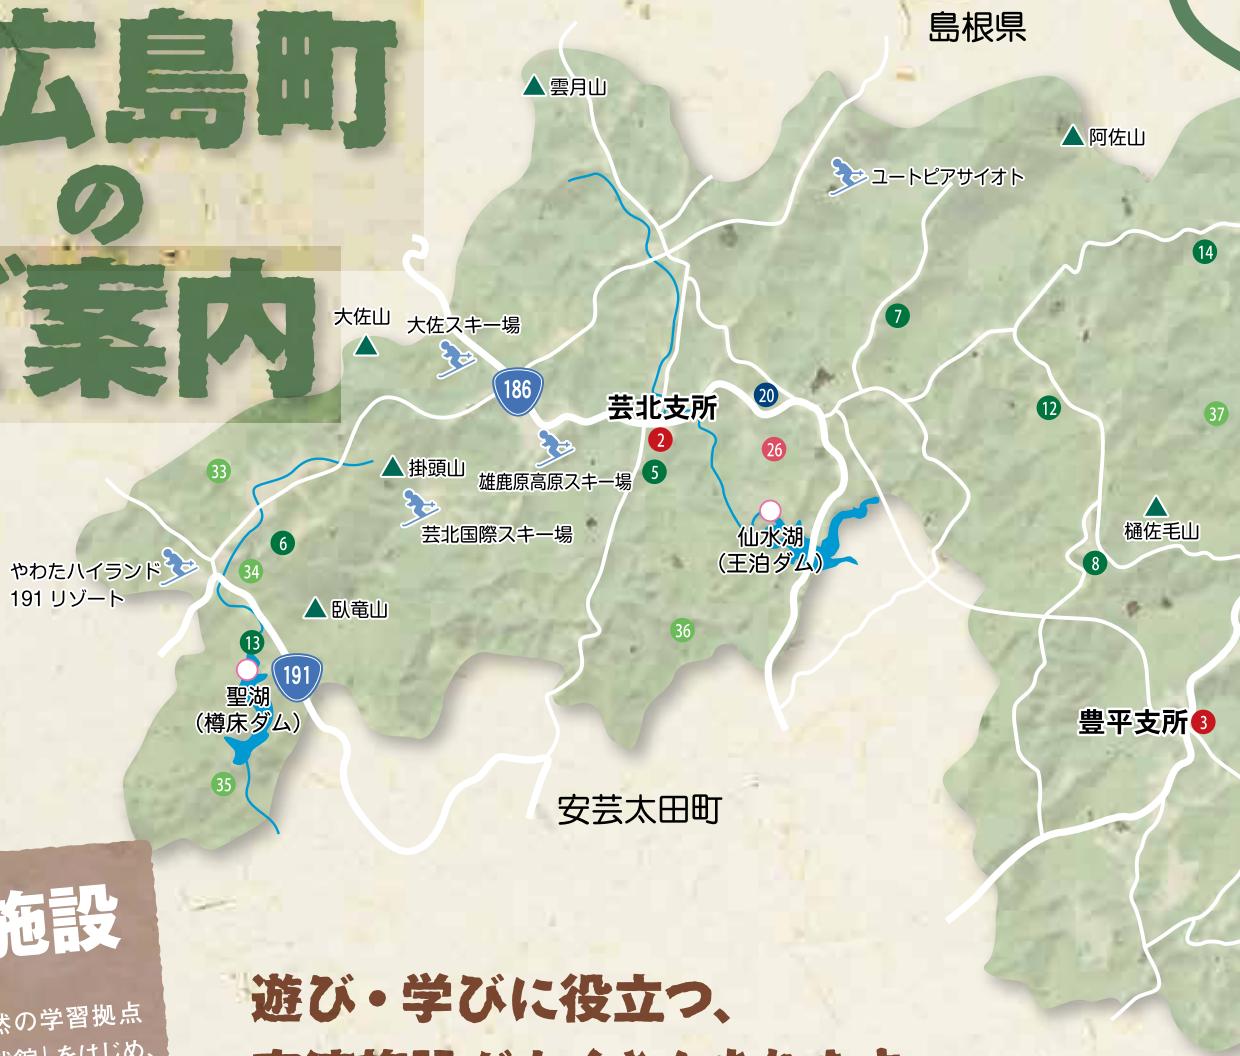 広島町
の
ご案内
島根県
雲月山
阿佐山
ユートピアサイオト
14
7
大佐山
大佐スキー場
186
芸北支所
20
12
37
2
26
5
33
掛頭山
雄鹿原高原スキー場
芸北国際スキー場
仙水湖
(王泊ダム)
樋佐毛山
6
8
やわたハイランド
191 リゾート
34
臥竜山
36
13
191
聖湖
(樽床ダム)
豊平支所
3
35
安芸太田町
施設
然の学習拠点
館」をはじめ、
遊び・学びに役立つ、